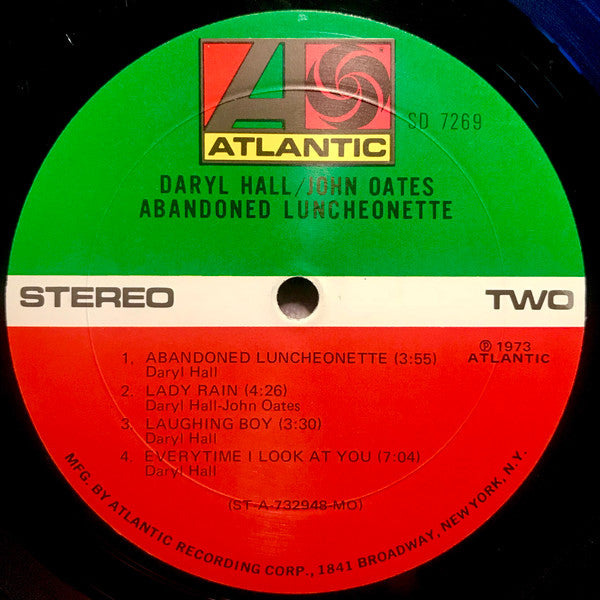 ATLANTIC
SD 7269
DARYL HALL/JOHN OATES
ABANDONED LUNCHEONETTE
STEREO
TWO
℗ 1973
ATLANTIC
1. ABANDONED LUNCHEONETTE (3:55)
Daryl Hall
2. LADY RAIN (4:26)
Daryl Hall-John Oates
3. LAUGHING BOY (3:30)
Daryl Hall
4. EVERYTIME I LOOK AT YOU (7:04)
Daryl Hall
(ST-A-732948-MO)
MFG. BY ATLANTIC RECORDING CORP., 1841 BROADWAY, NEW YORK, N.Y.